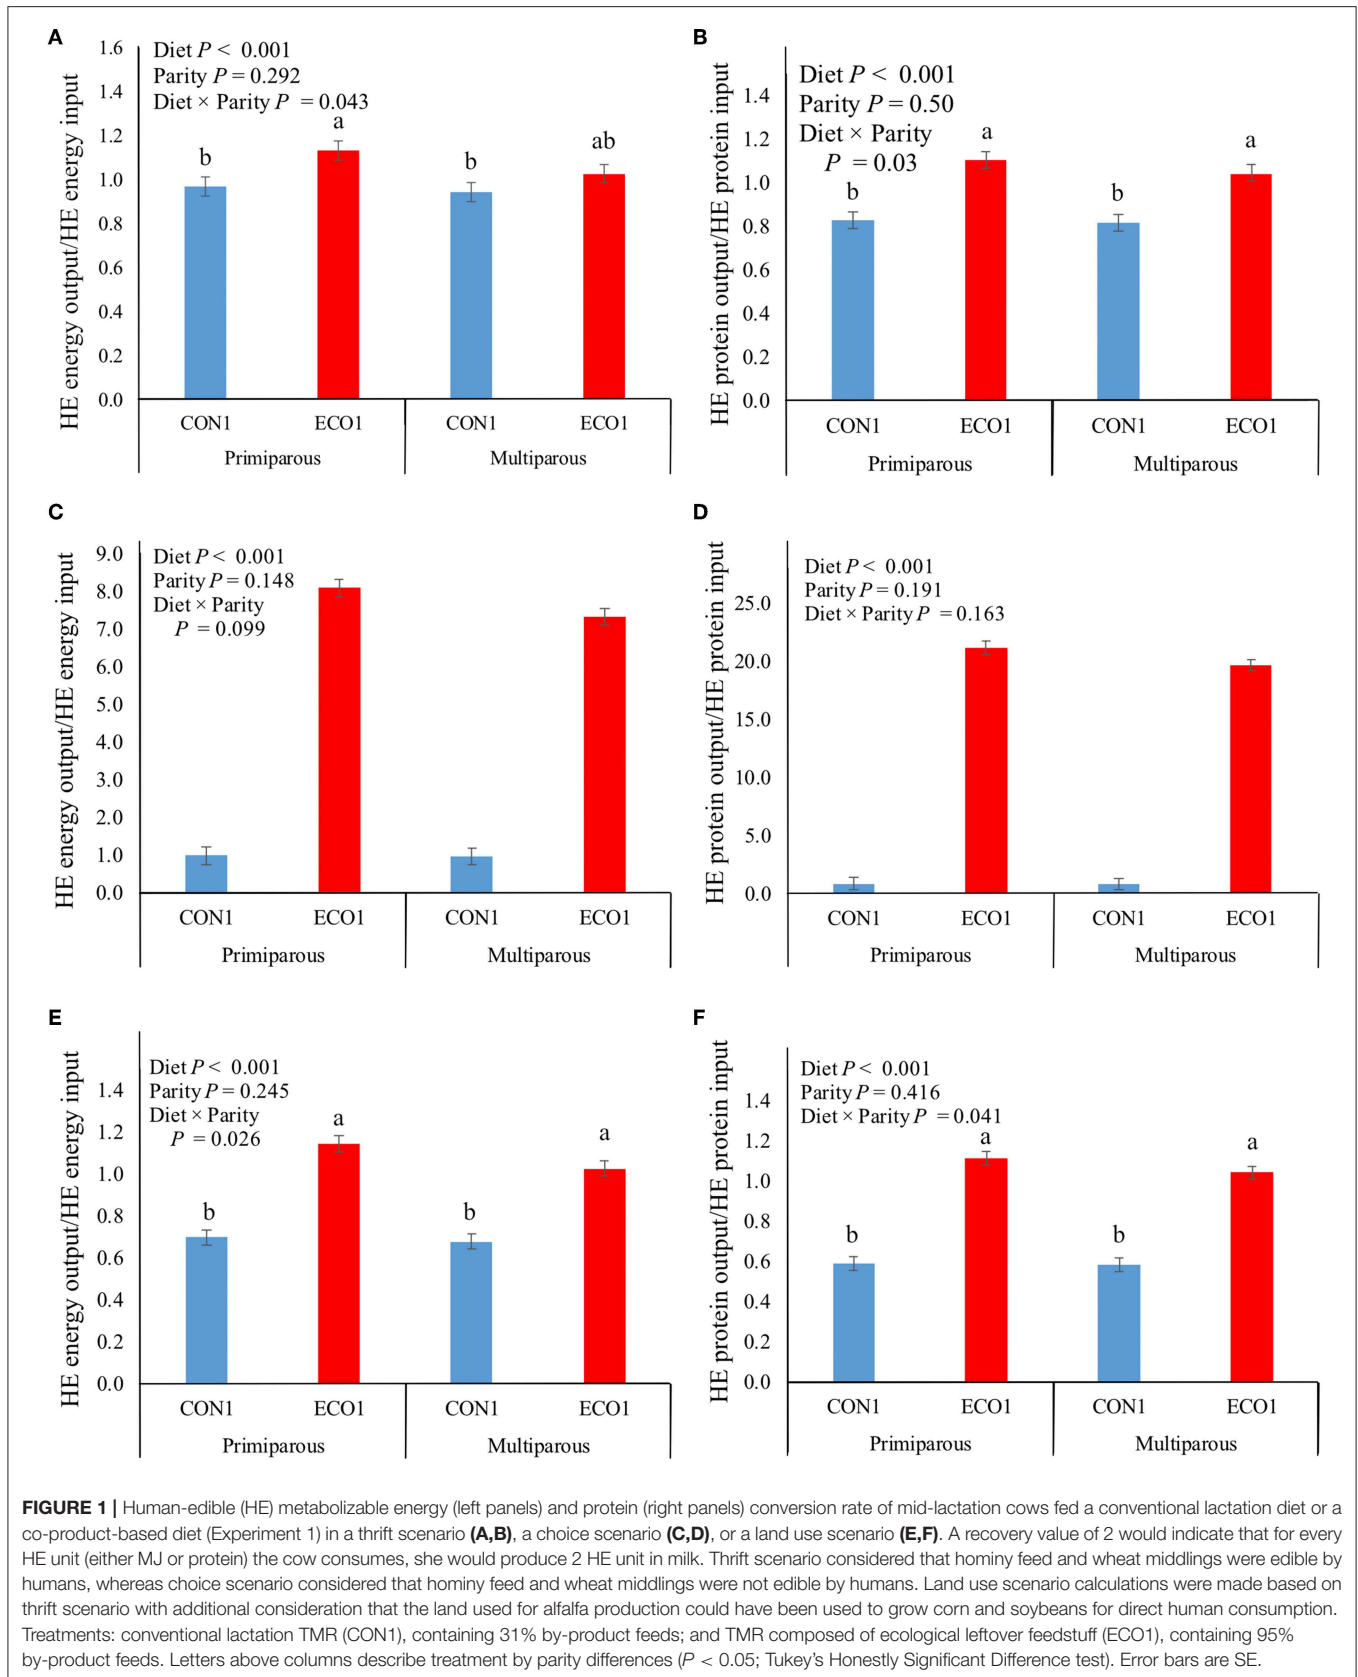 A
HE energy output/HE energy input
1.6
1.4
1.2
1.0
0.8
0.6
0.4
0.2
0.0
Diet P < 0.001
Parity P = 0.292
Diet × Parity P = 0.043
b
a
b
ab
CON1 ECO1 CON1 ECO1
Primiparous Multiparous
B
HE protein output/HE protein input
1.4
1.2
1.0
0.8
0.6
0.4
0.2
0.0
Diet P < 0.001
Parity P = 0.50
Diet × Parity
P = 0.03
b
a
b
a
CON1 ECO1 CON1 ECO1
Primiparous Multiparous
C
HE energy output/HE energy input
9.0
8.0
7.0
6.0
5.0
4.0
3.0
2.0
1.0
0.0
Diet P < 0.001
Parity P = 0.148
Diet × Parity
P = 0.099
CON1 ECO1 CON1 ECO1
Primiparous Multiparous
D
HE protein output/HE protein input
25.0
20.0
15.0
10.0
5.0
0.0
Diet P < 0.001
Parity P = 0.191
Diet × Parity P = 0.163
CON1 ECO1 CON1 ECO1
Primiparous Multiparous
E
HE energy output/HE energy input
1.4
1.2
1.0
0.8
0.6
0.4
0.2
0.0
Diet P < 0.001
Parity P = 0.245
Diet × Parity
P = 0.026
b
a
b
a
CON1 ECO1 CON1 ECO1
Primiparous Multiparous
F
HE protein output/HE protein input
1.4
1.2
1.0
0.8
0.6
0.4
0.2
0.0
Diet P < 0.001
Parity P = 0.416
Diet × Parity P = 0.041
b
a
b
a
CON1 ECO1 CON1 ECO1
Primiparous Multiparous
FIGURE 1 | Human-edible (HE) metabolizable energy (left panels) and protein (right panels) conversion rate of mid-lactation cows fed a conventional lactation diet or a
co-product-based diet (Experiment 1) in a thrift scenario (A,B), a choice scenario (C,D), or a land use scenario (E,F). A recovery value of 2 would indicate that for every
HE unit (either MJ or protein) the cow consumes, she would produce 2 HE unit in milk. Thrift scenario considered that hominy feed and wheat middlings were edible by
humans, whereas choice scenario considered that hominy feed and wheat middlings were not edible by humans. Land use scenario calculations were made based on
thrift scenario with additional consideration that the land used for alfalfa production could have been used to grow corn and soybeans for direct human consumption.
Treatments: conventional lactation TMR (CON1), containing 31% by-product feeds; and TMR composed of ecological leftover feedstuff (ECO1), containing 95%
by-product feeds. Letters above columns describe treatment by parity differences (P < 0.05; Tukey's Honestly Significant Difference test). Error bars are SE.